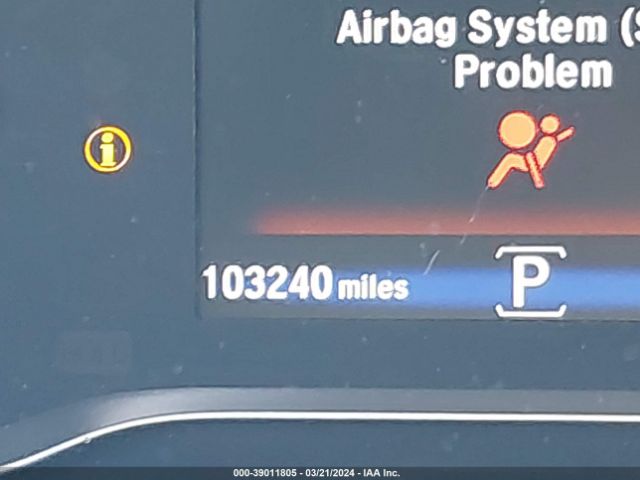 Airbag System (S
Problem
i
103240 miles
P
000-39011805 - 03/21/2024 - IAA Inc.